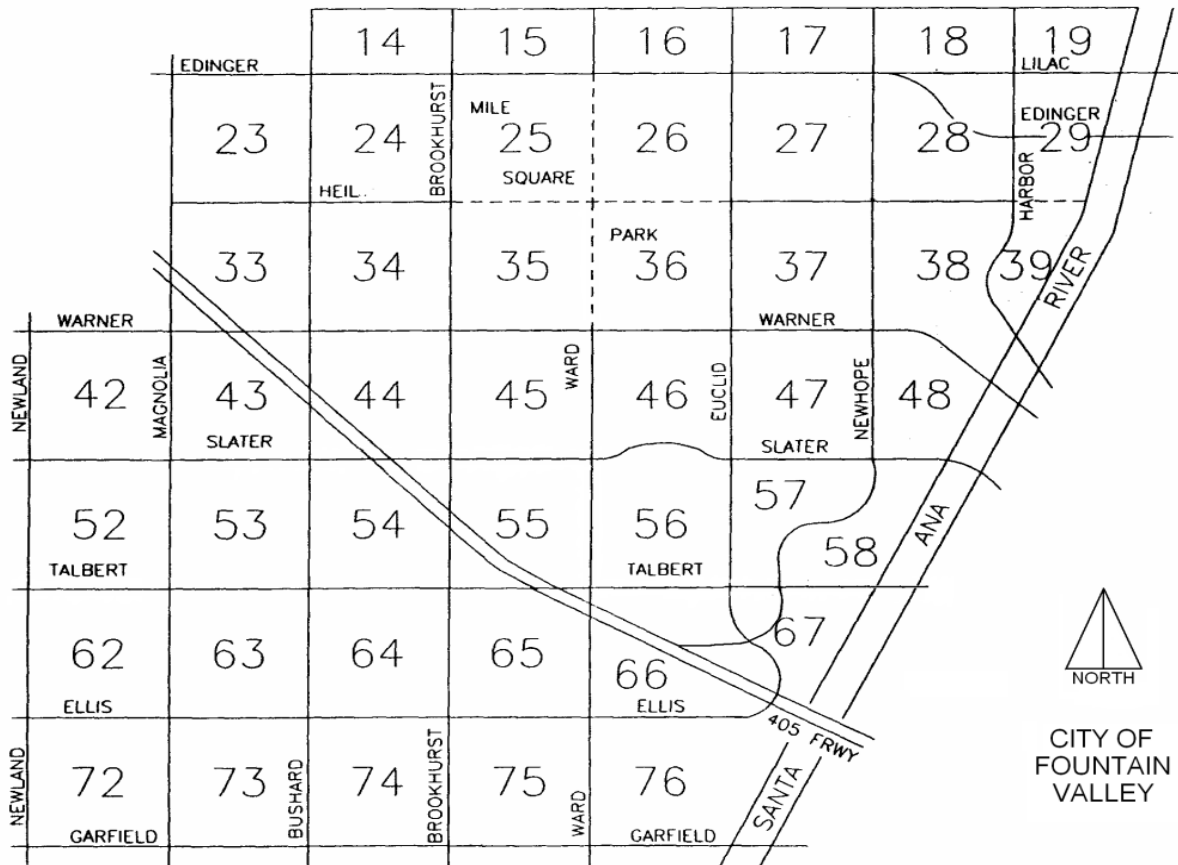 14 15 16 17 18 19
EDINGER LILAC
MILE
BROOKHURST
EDINGER
23 24 25 26 27 28 29
SQUARE
HEIL.
HARBOR
PARK
33 34 35 36 37 38 39
RIVER
WARNER WARNER
NEWLAND MAGNOLIA WARD EUCLID NEWHOPE
42 43 44 45 46 47 48
SLATER SLATER
57
52 53 54 55 56
ANA
58
TALBERT TALBERT
67
62 63 64 65
66
NORTH
ELLIS ELLIS
405 FRWY
CITY OF
FOUNTAIN
VALLEY
NEWLAND BUSHARD BROOKHURST WARD SANTA
72 73 74 75 76
GARFIELD GARFIELD